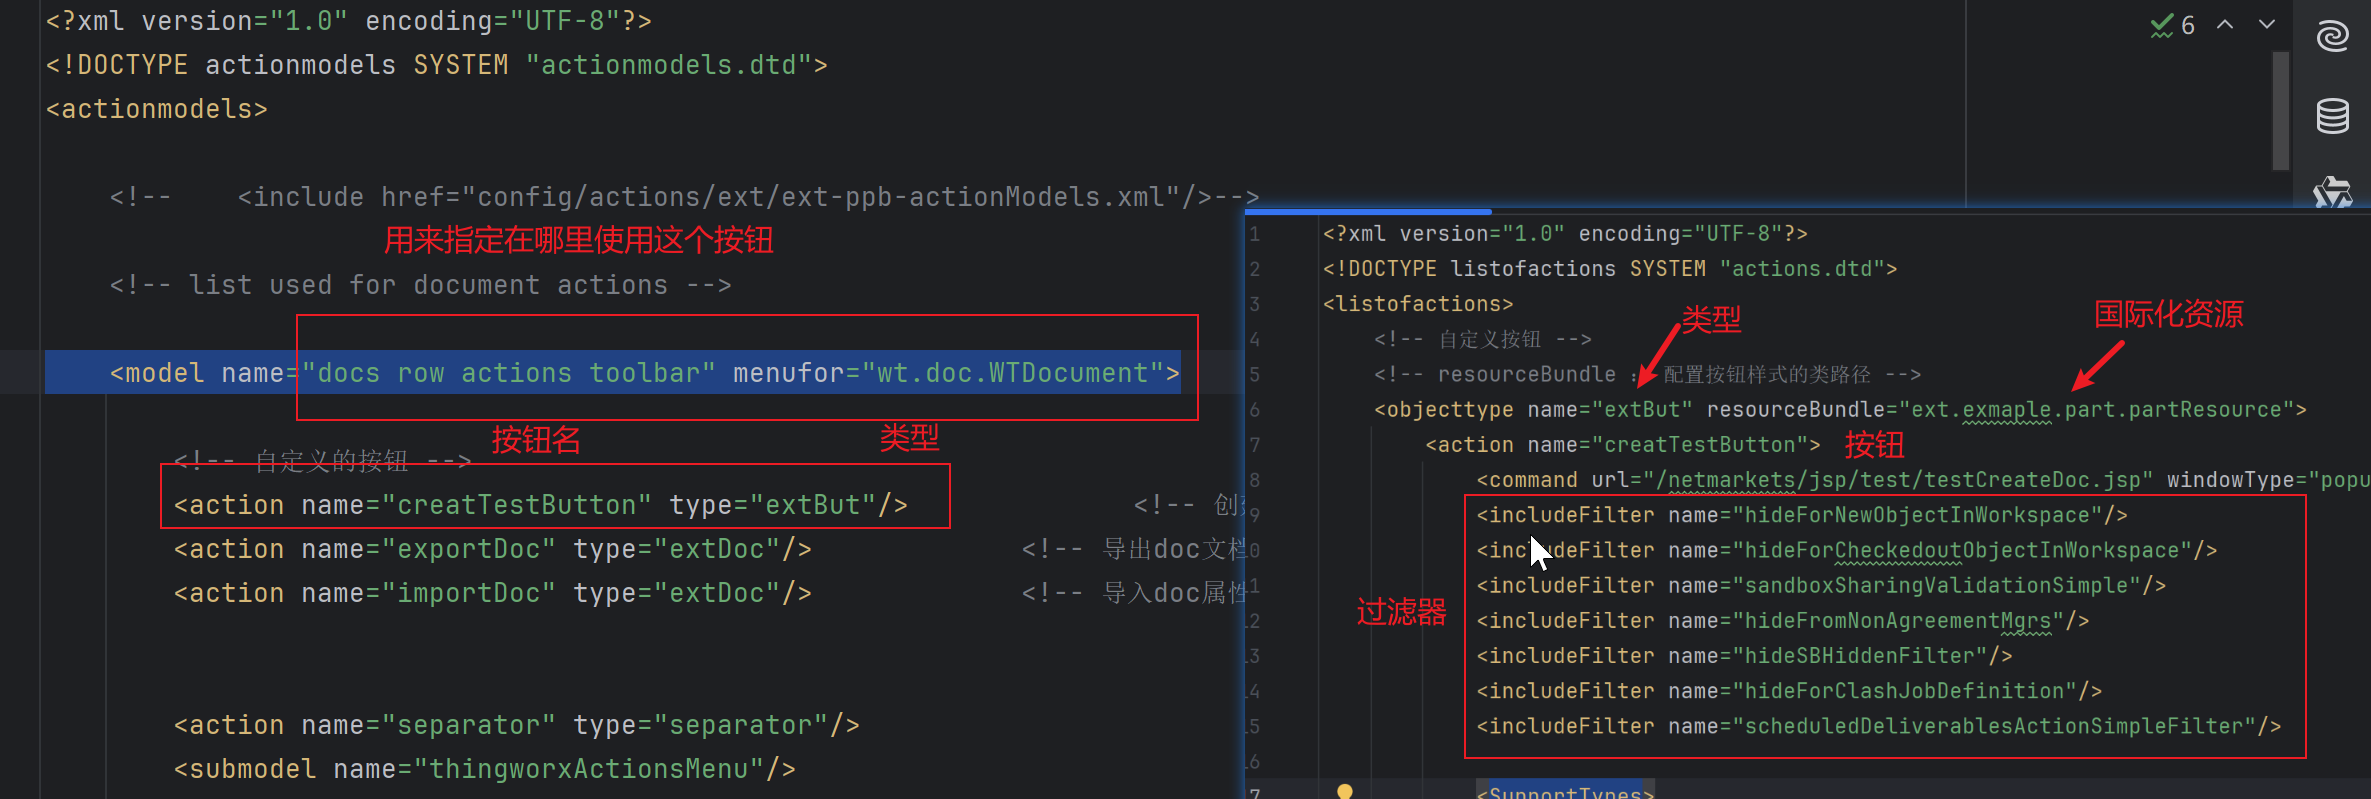 <?xml version="1.0" encoding="UTF-8"?>
<!DOCTYPE actionmodels SYSTEM "actionmodels.dtd">
<actionmodels>
<!--    <include href="config/actions/ext/ext-ppb-actionModels.xml"/>-->
用来指定在哪里使用这个按钮
<!-- list used for document actions -->
<model name="docs row actions toolbar" menufor="wt.doc.WTDocument">
按钮名
类型
<!-- 自定义的按钮 -->
<action name="creatTestButton" type="extBut"/> <!--
<action name="exportDoc" type="extDoc"/> <!-- 导出doc文档
<action name="importDoc" type="extDoc"/> <!-- 导入doc属性
<action name="separator" type="separator"/>
<submodel name="thingworxActionsMenu"/>
6
1 <?xml version="1.0" encoding="UTF-8"?>
2 <!DOCTYPE listofactions SYSTEM "actions.dtd">
3 <listofactions>
类型
国际化资源
4 <!-- 自定义按钮 -->
5 <!-- resourceBundle : 配置按钮样式的类路径 -->
6 <objecttype name="extBut" resourceBundle="ext.exmaple.part.partResource">
7 <action name="creatTestButton">
按钮
8 <command url="/netmarkets/jsp/test/testCreateDoc.jsp" windowType="popu
9 <includeFilter name="hideForNewObjectInWorkspace"/>
0 <includeFilter name="hideForCheckedoutObjectInWorkspace"/>
11 <includeFilter name="sandboxSharingValidationSimple"/>
过滤器
12 <includeFilter name="hideFromNonAgreementMgrs"/>
13 <includeFilter name="hideSBHiddenFilter"/>
14 <includeFilter name="hideForClashJobDefinition"/>
15 <includeFilter name="scheduledDeliverablesActionSimpleFilter"/>
16
7 <SupportTypes>